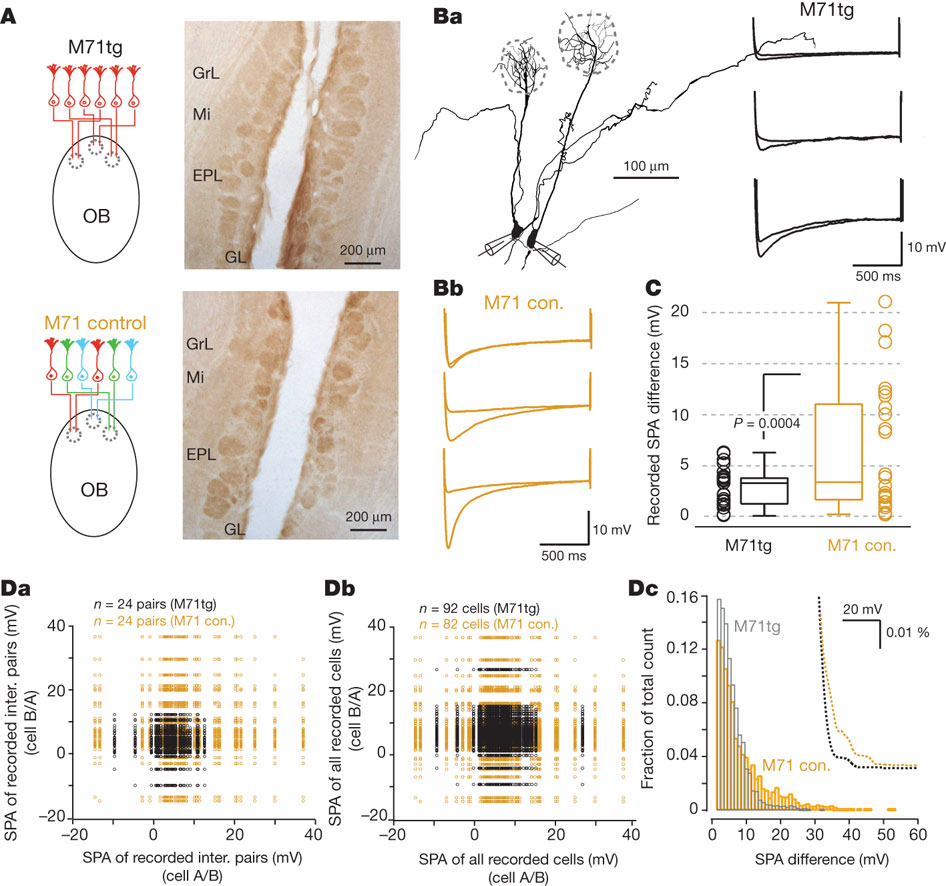 A
M71tg
OB
GrL
Mi
EPL
GL
200 µm
M71 control
OB
GrL
Mi
EPL
GL
200 µm
Ba
M71tg
100 µm
10 mV
500 ms
Bb
M71 con.
10 mV
500 ms
C
Recorded SPA difference (mV)
20
15
10
5
0
P = 0.0004
M71tg
M71 con.
Da
n = 24 pairs (M71tg)
n = 24 pairs (M71 con.)
SPA of recorded inter. pairs (mV)
(cell B/A)
40
20
0
–20
–20
0
20
40
SPA of recorded inter. pairs (mV)
(cell A/B)
Db
n = 92 cells (M71tg)
n = 82 cells (M71 con.)
SPA of all recorded cells (mV)
(cell B/A)
40
20
0
–20
–20
0
20
40
SPA of all recorded cells (mV)
(cell A/B)
Dc
Fraction of total count
0.16
0.12
0.08
0.04
0
M71tg
M71 con.
20 mV
0.01 %
0
10
20
30
40
50
60
SPA difference (mV)